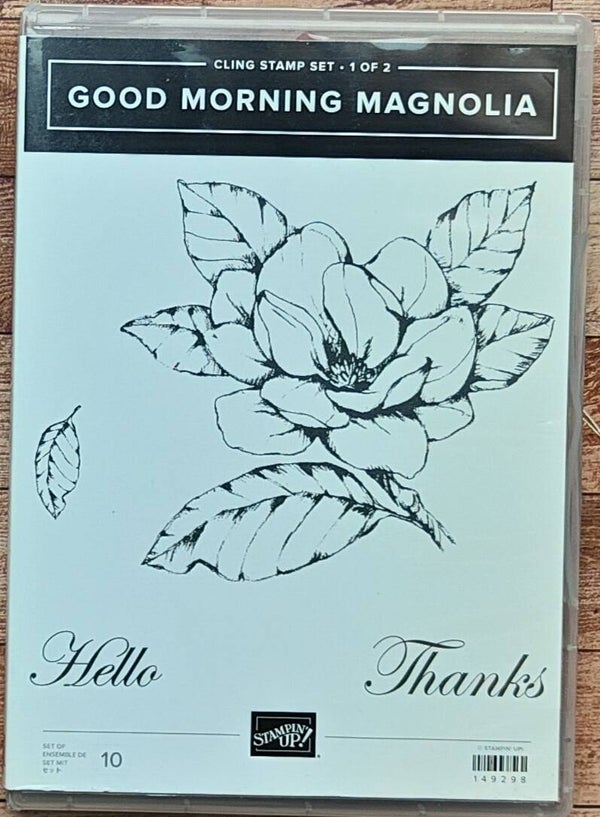 CLING STAMP SET • 1 OF 2
GOOD MORNING MAGNOLIA
Hello
Thanks
STAMPIN' UP!®
SET OF
ENSEMBLE DE
SET MIT
セット
10
© STAMPIN' UP!
149298